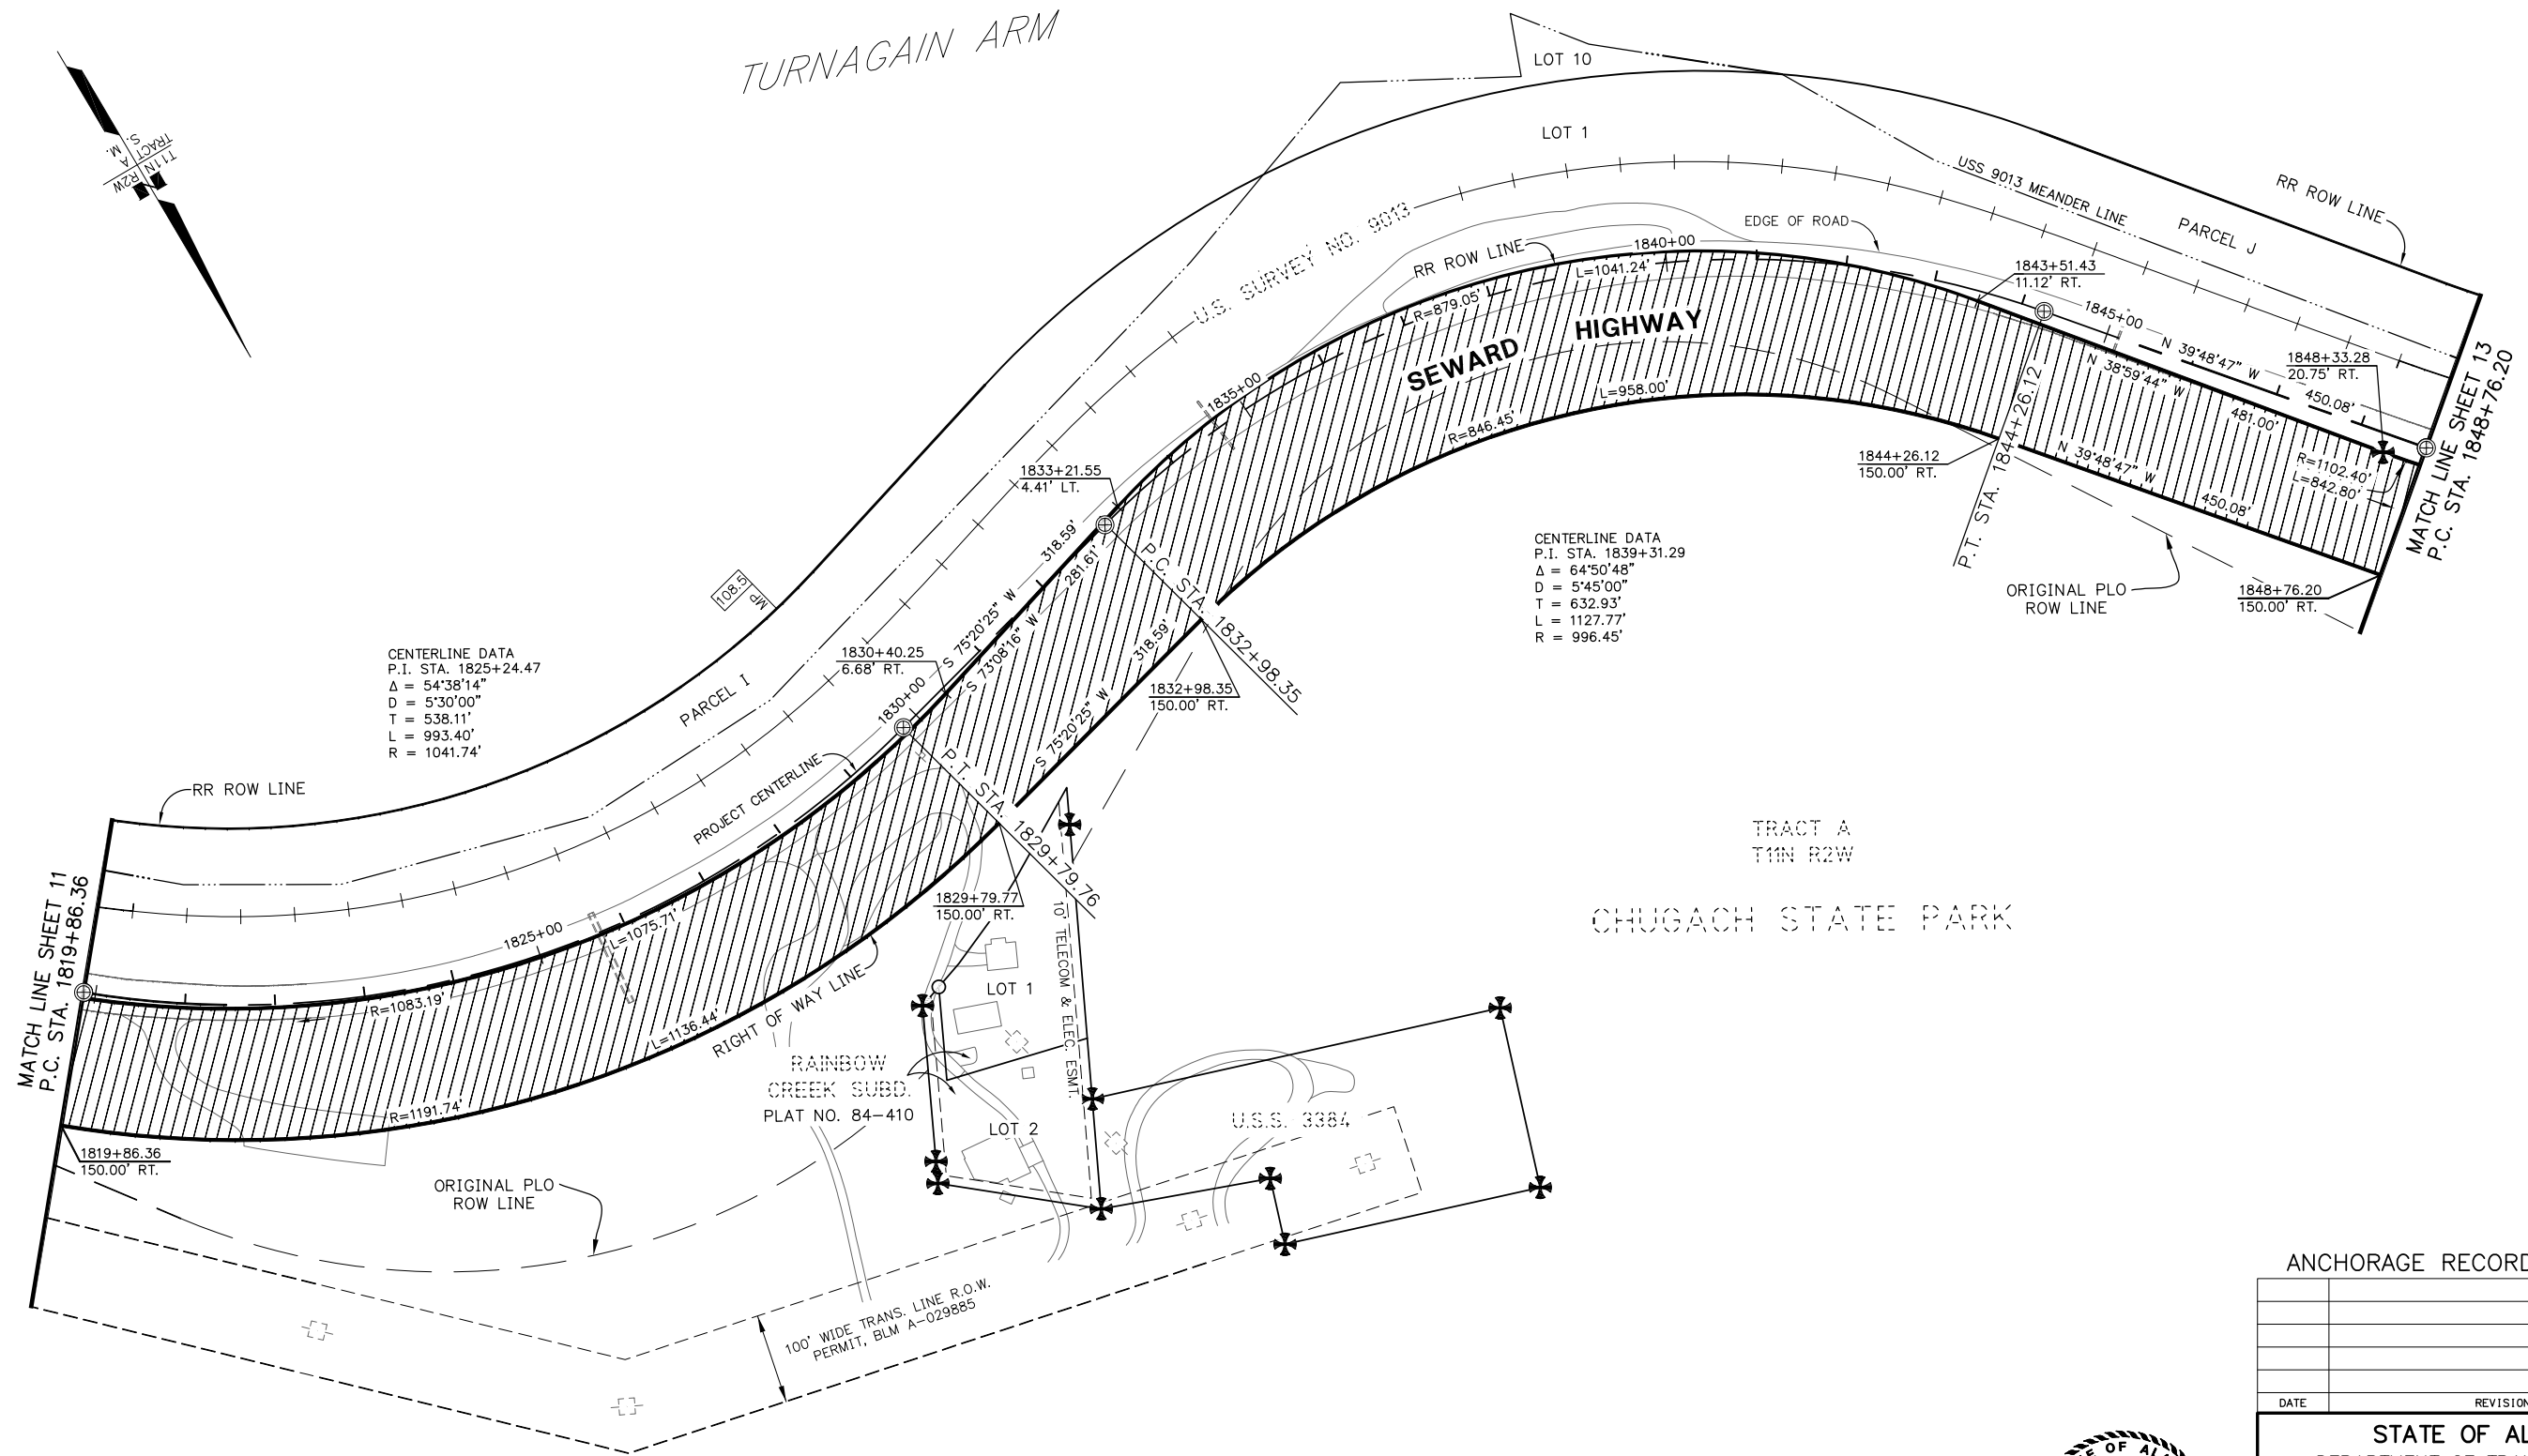 TURNAGAIN ARM
T11N R2W
TRACT A
S. M.
N
LOT 10
LOT 1
USS 9013 MEANDER LINE
RR ROW LINE
PARCEL J
EDGE OF ROAD
U.S. SURVEY NO. 9013
RR ROW LINE
1840+00
L=1041.24'
R=879.05'
SEWARD HIGHWAY
1843+51.43
11.12' RT.
1845+00
N 39°48'47" W
450.08'
N 38°59'44" W
481.00'
1848+33.28
20.75' RT.
MATCH LINE SHEET 13
P.C. STA. 1848+76.20
R=1102.40'
L=842.80'
1835+00
L=958.00'
R=846.45'
1844+26.12
150.00' RT.
P.T. STA. 1844+26.12
N 39°48'47" W
450.08'
1833+21.55
4.41' LT.
318.59'
281.61'
P.C. STA. 1832+98.35
CENTERLINE DATA
P.I. STA. 1839+31.29
Δ = 64°50'48"
D = 5°45'00"
T = 632.93'
L = 1127.77'
R = 996.45'
ORIGINAL PLO
ROW LINE
1848+76.20
150.00' RT.
108.5
MP
CENTERLINE DATA
P.I. STA. 1825+24.47
Δ = 54°38'14"
D = 5°30'00"
T = 538.11'
L = 993.40'
R = 1041.74'
1830+40.25
6.68' RT.
S 75°20'25" W
S 73°08'16" W
318.59'
1832+98.35
150.00' RT.
PARCEL I
1830+00
S 75°20'25" W
RR ROW LINE
PROJECT CENTERLINE
P.T. STA. 1829+79.76
TRACT A
T11N R2W
CHUGACH STATE PARK
MATCH LINE SHEET 11
P.C. STA. 1819+86.36
1825+00
L=1075.71'
1829+79.77
150.00' RT.
10' TELECOM & ELEC. ESMT.
R=1083.19'
LOT 1
L=1136.44'
RIGHT OF WAY LINE
RAINBOW
CREEK SUBD.
PLAT NO. 84-410
R=1191.74'
LOT 2
U.S.S. 3384
1819+86.36
150.00' RT.
ORIGINAL PLO
ROW LINE
100' WIDE TRANS. LINE R.O.W.
PERMIT, BLM A-029885
ANCHORAGE RECORD
DATE REVISION
STATE OF AL
E OF AL